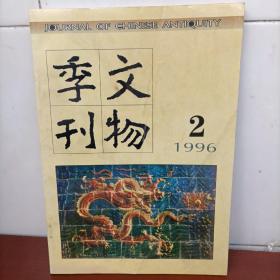 JOURNAL OF CHINESE ANTIQUITY
文物
季刊
2
1996